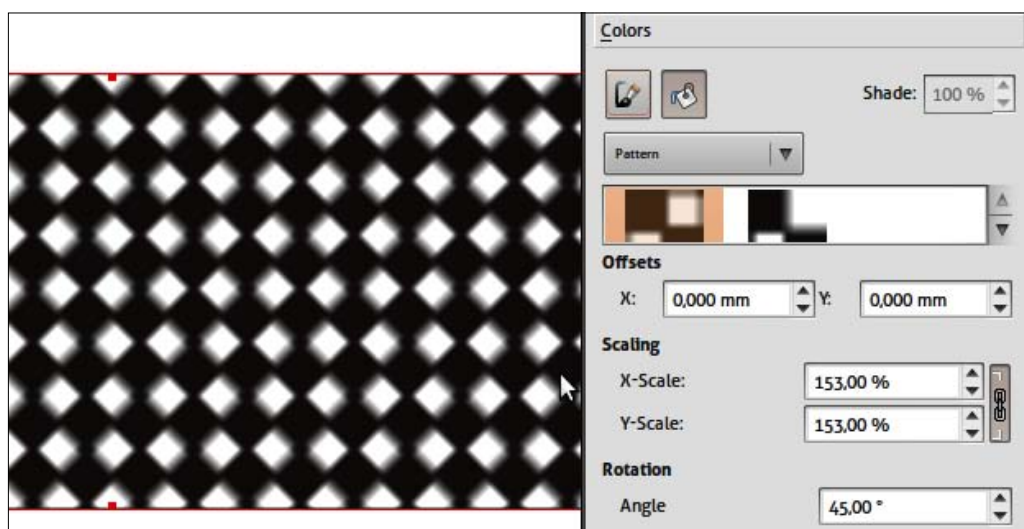 Colors
Shade: 100 %
Pattern
Offsets
X: 0,000 mm Y: 0,000 mm
Scaling
X-Scale: 153,00 %
Y-Scale: 153,00 %
Rotation
Angle 45,00 °